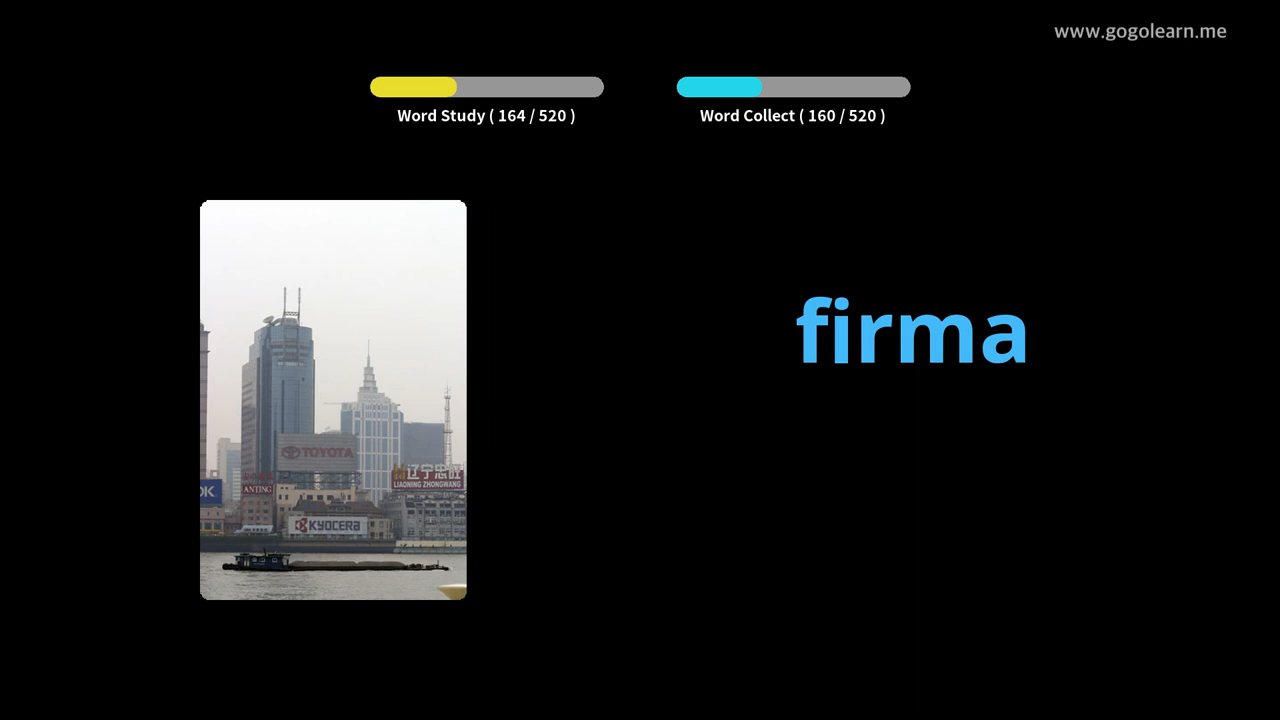 www.gogolearn.me
Word Study ( 164 / 520 )
Word Collect ( 160 / 520 )
firma
TOYOTA
辽宁忠旺
LIAONING ZHONGWANG
OK
ANTING
KYOCERA